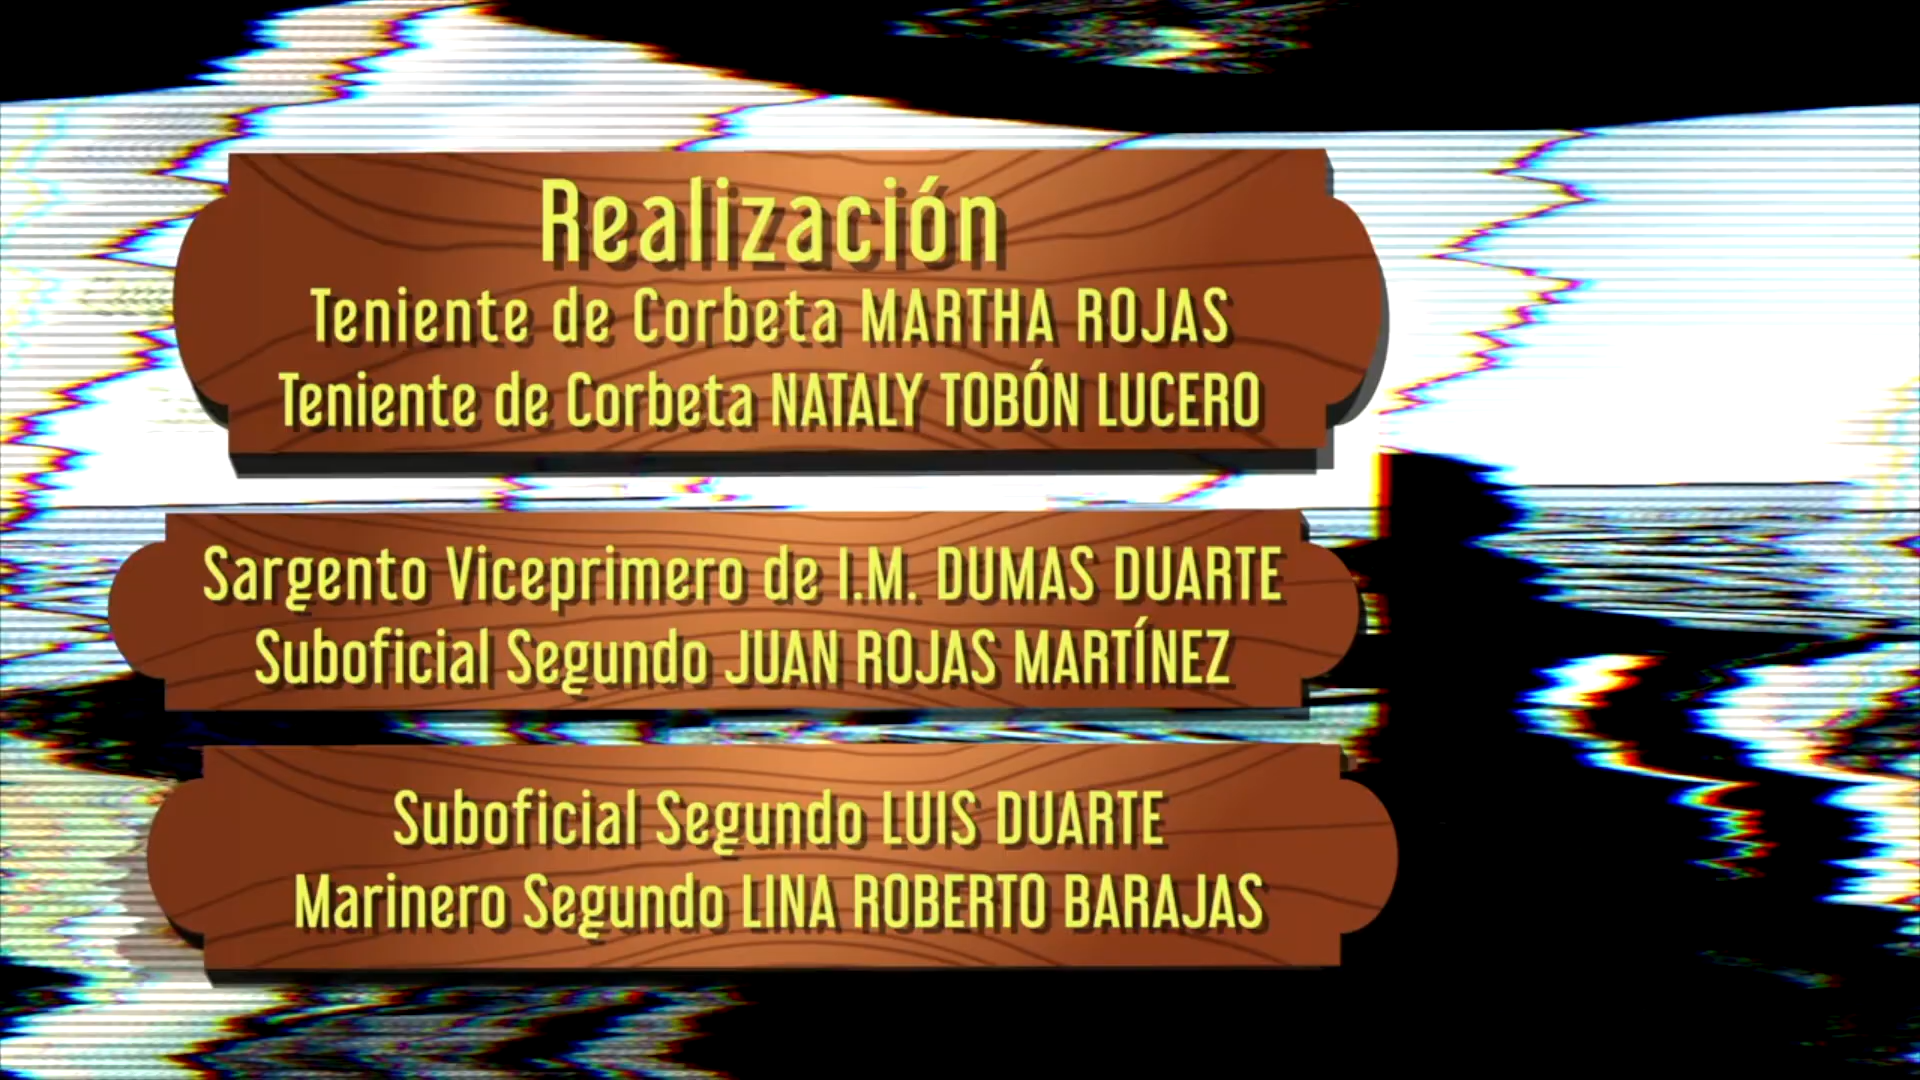 Realización
Teniente de Corbeta MARTHA ROJAS
Teniente de Corbeta NATALY TOBÓN LUCERO
Sargento Viceprimero de I.M. DUMAS DUARTE
Suboficial Segundo JUAN ROJAS MARTÍNEZ
Suboficial Segundo LUIS DUARTE
Marinero Segundo LINA ROBERTO BARAJAS